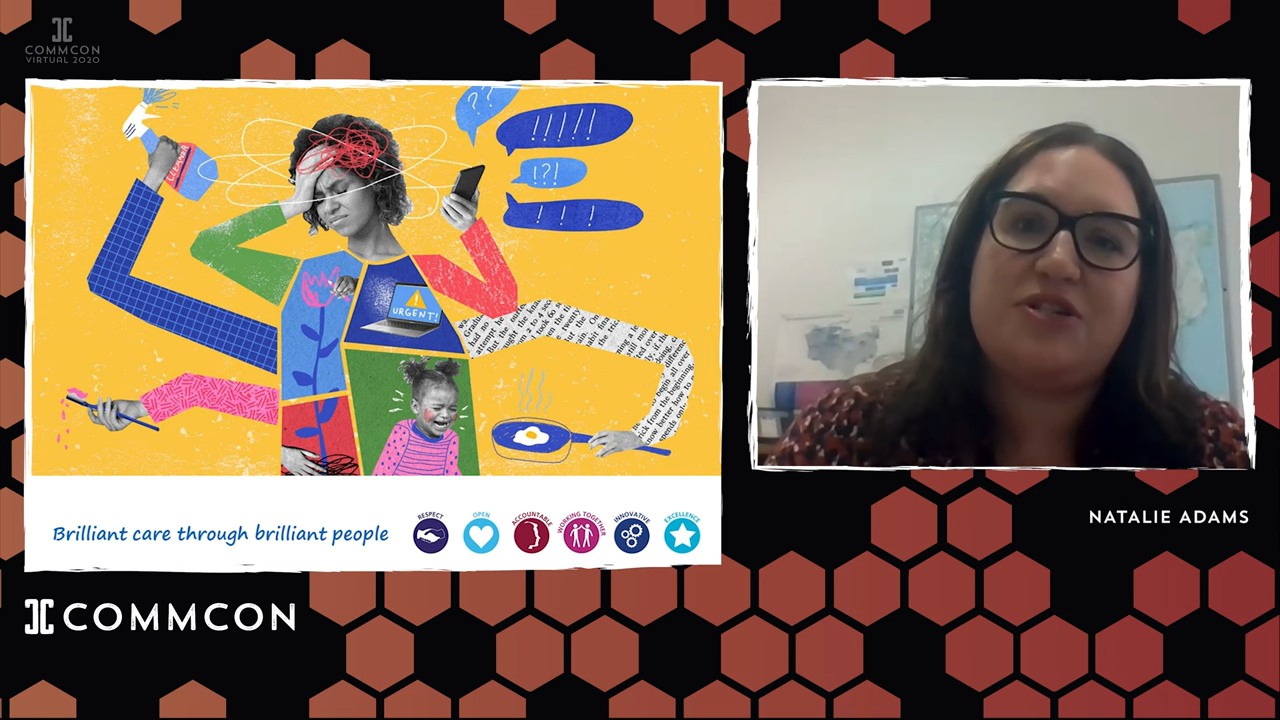 COMMCON
VIRTUAL 2020
CLEANER
??
!!!!!
!?!
! ! !
URGENT!
Brilliant care through brilliant people
RESPECT
OPEN
ACCOUNTABLE
WORKING TOGETHER
INNOVATIVE
EXCELLENCE
NATALIE ADAMS
COMMCON